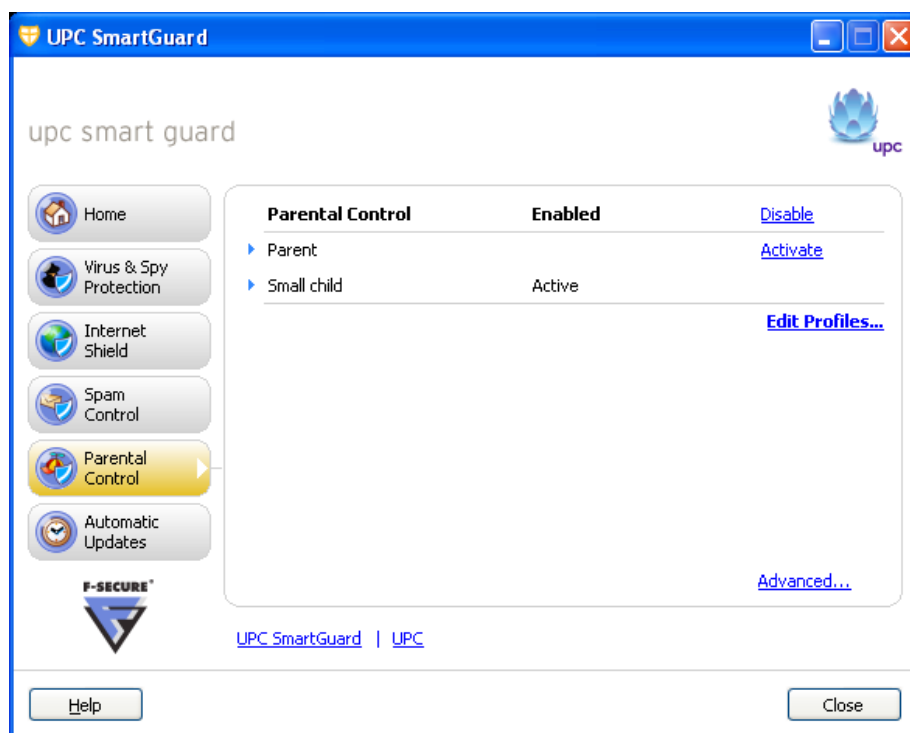 UPC SmartGuard
upc smart guard
upc
Home
Virus & Spy
Protection
Internet
Shield
Spam
Control
Parental
Control
Automatic
Updates
F-SECURE®
Parental Control Enabled Disable
Parent Activate
Small child Active
Edit Profiles...
Advanced...
UPC SmartGuard | UPC
Help Close